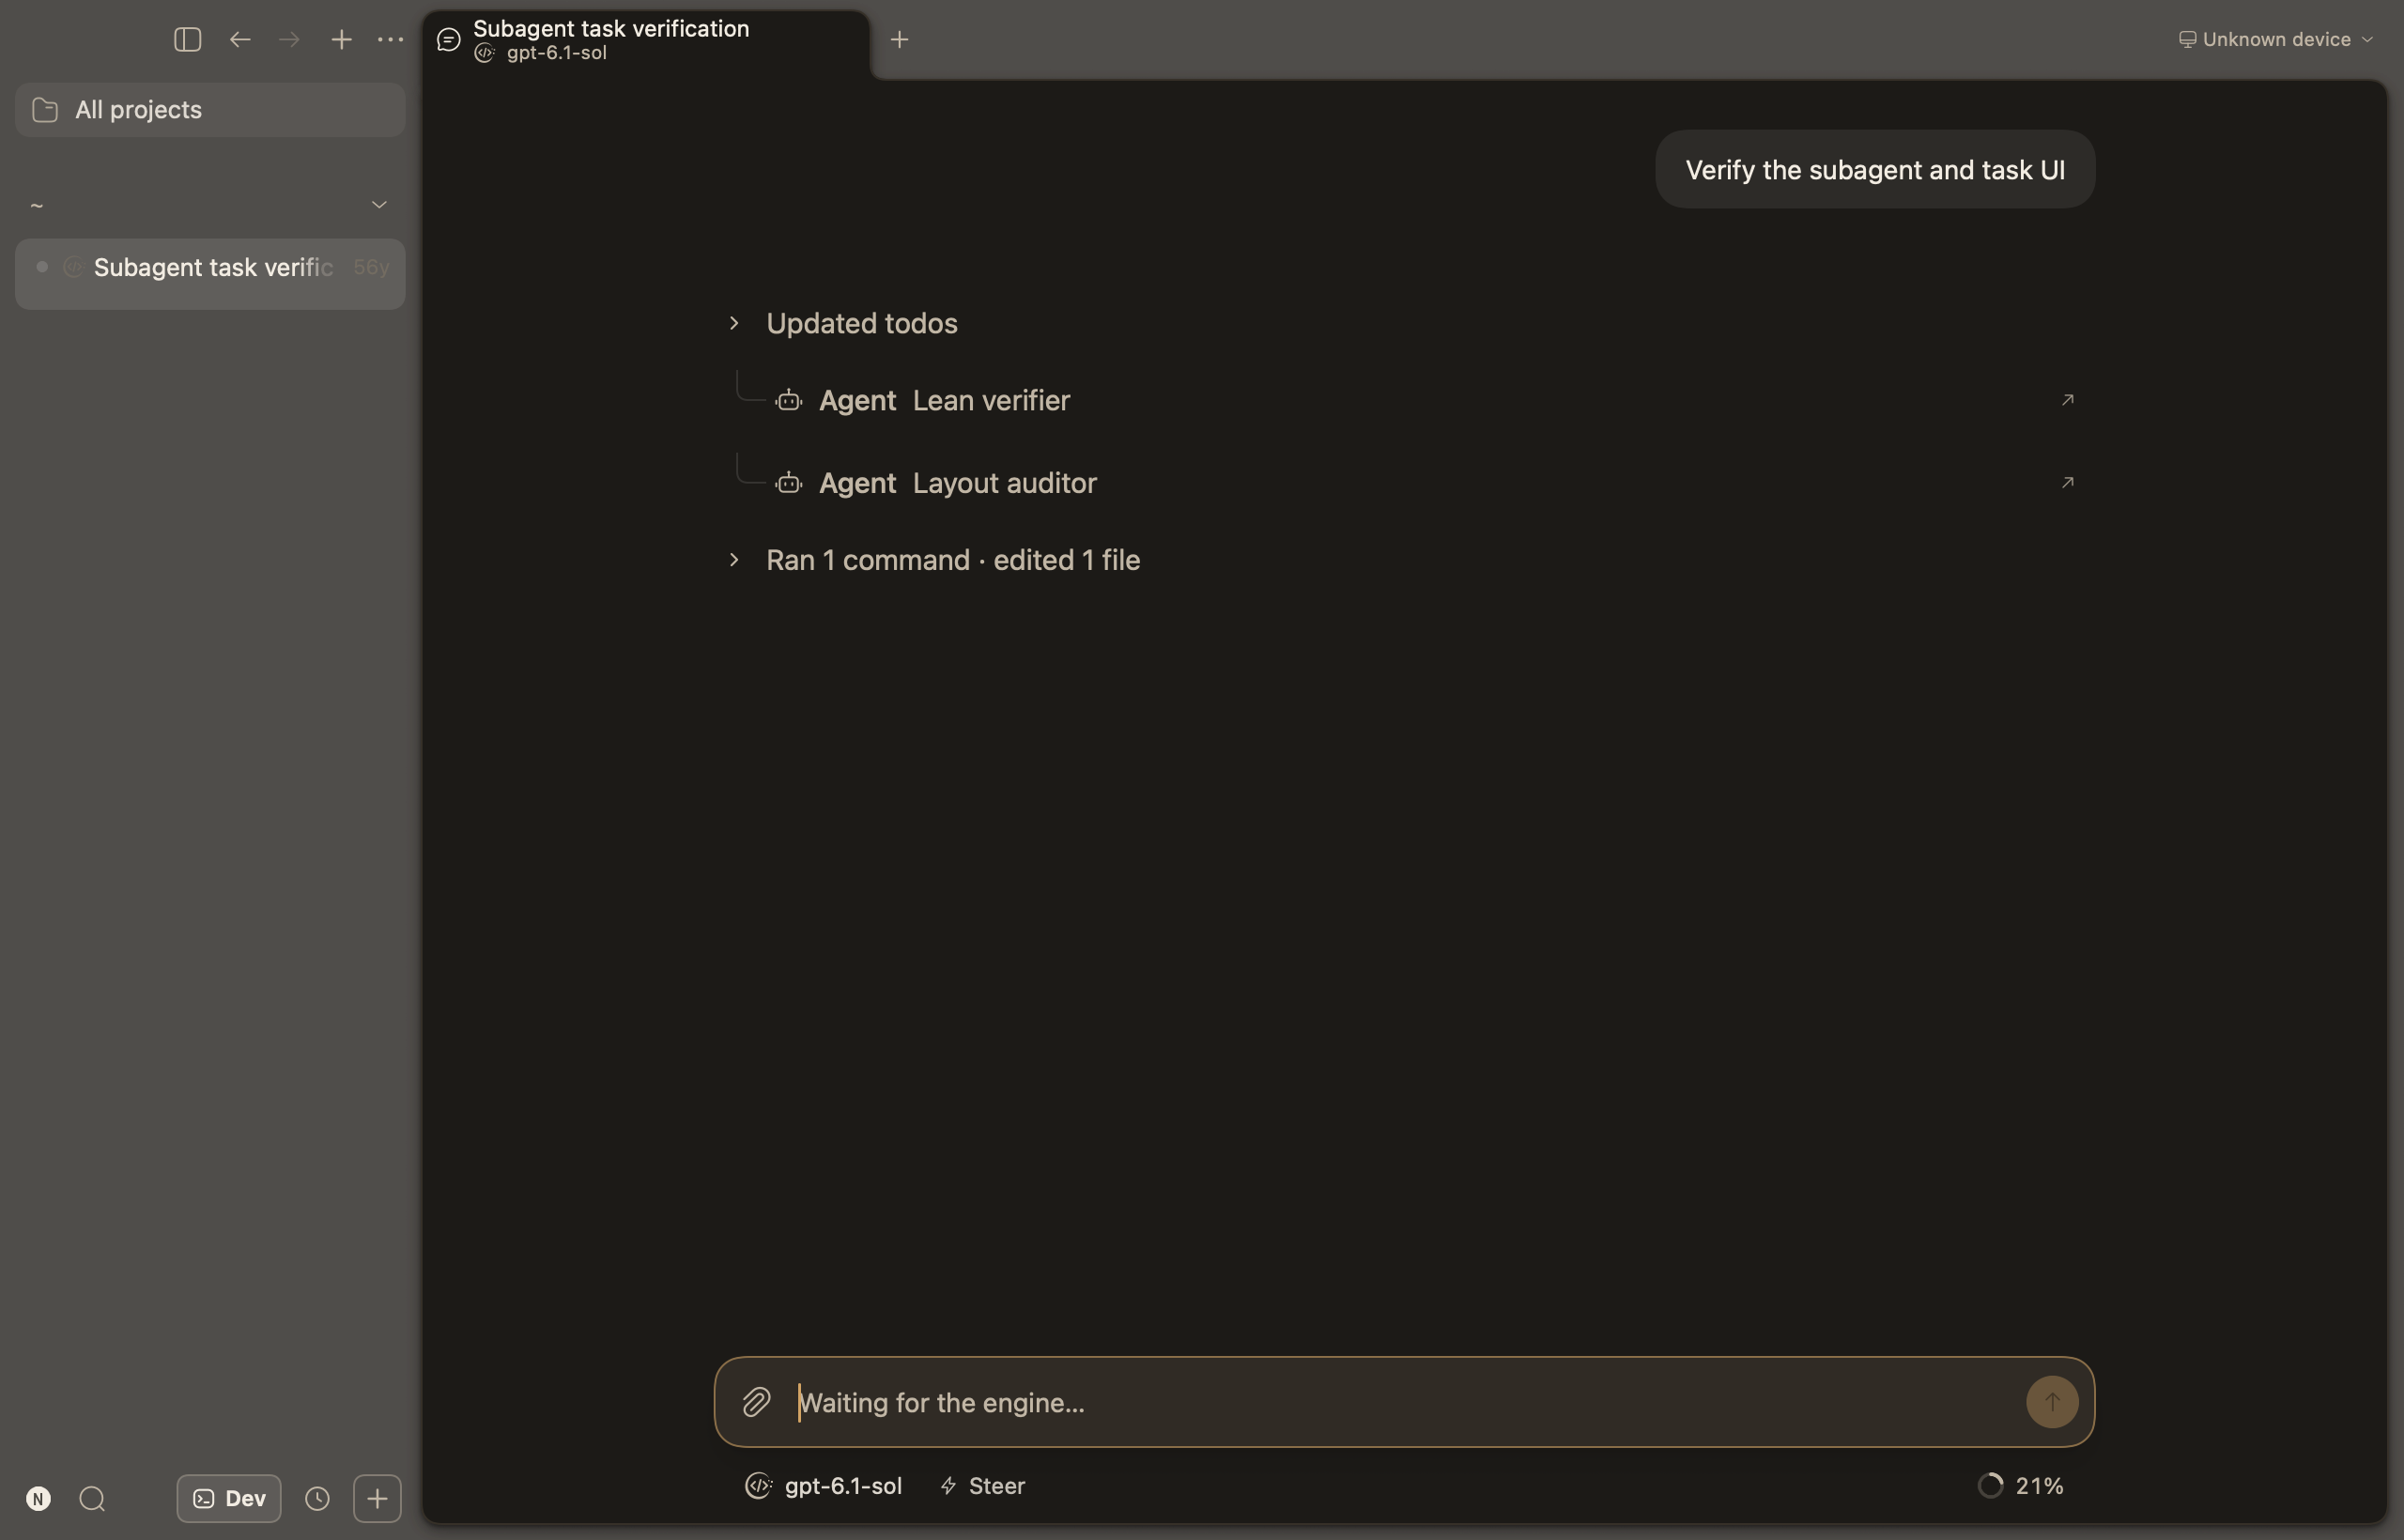 Subagent task verification
gpt-6.1-sol
Unknown device
All projects
~
Subagent task verific 56y
Verify the subagent and task UI
Updated todos
Agent Lean verifier
Agent Layout auditor
Ran 1 command · edited 1 file
Waiting for the engine...
gpt-6.1-sol Steer 21%
N Dev